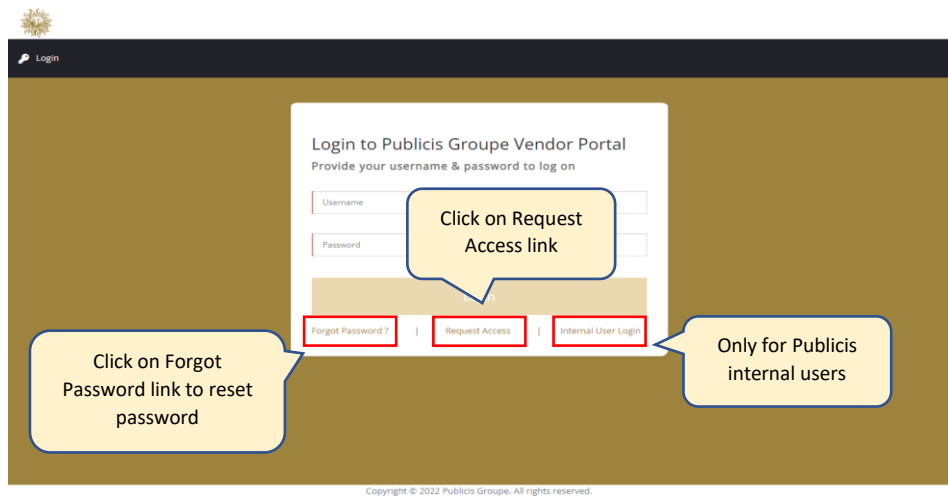 Login
Login to Publicis Groupe Vendor Portal
Provide your username & password to log on
Username
Click on Request
Access link
Password
Forgot Password ? | Request Access | Internal User Login
Click on Forgot
Password link to reset
password
Only for Publicis
internal users
Copyright © 2022 Publicis Groupe. All rights reserved.